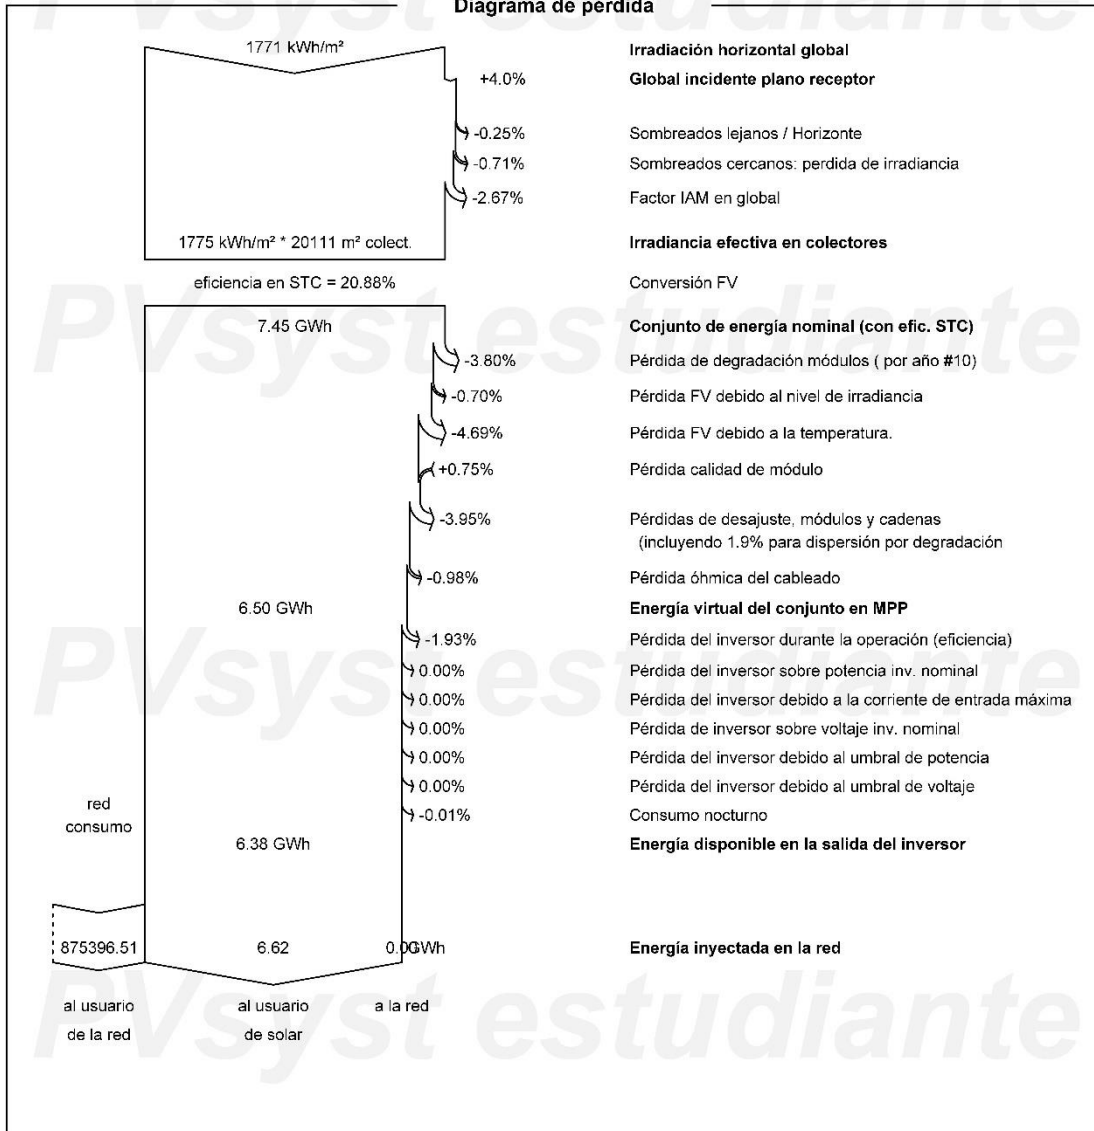 Diagrama de pérdida
1771 kWh/m² Irradiación horizontal global
+4.0% Global incidente plano receptor
-0.25% Sombreados lejanos / Horizonte
-0.71% Sombreados cercanos: perdida de irradiancia
-2.67% Factor IAM en global
1775 kWh/m² * 20111 m² colect. Irradiancia efectiva en colectores
eficiencia en STC = 20.88% Conversión FV
PVsyst estudiante
7.45 GWh Conjunto de energía nominal (con efic. STC)
-3.80% Pérdida de degradación módulos ( por año #10)
-0.70% Pérdida FV debido al nivel de irradiancia
-4.69% Pérdida FV debido a la temperatura.
+0.75% Pérdida calidad de módulo
-3.95% Pérdidas de desajuste, módulos y cadenas
(incluyendo 1.9% para dispersión por degradación
-0.98% Pérdida óhmica del cableado
6.50 GWh Energía virtual del conjunto en MPP
-1.93% Pérdida del inversor durante la operación (eficiencia)
0.00% Pérdida del inversor sobre potencia inv. nominal
PVsyst estudiante
0.00% Pérdida del inversor debido a la corriente de entrada máxima
0.00% Pérdida de inversor sobre voltaje inv. nominal
0.00% Pérdida del inversor debido al umbral de potencia
0.00% Pérdida del inversor debido al umbral de voltaje
red
consumo
-0.01% Consumo nocturno
6.38 GWh Energía disponible en la salida del inversor
875396.51 6.62 0.00GWh Energía inyectada en la red
al usuario al usuario a la red
de la red de solar
PVsyst estudiante